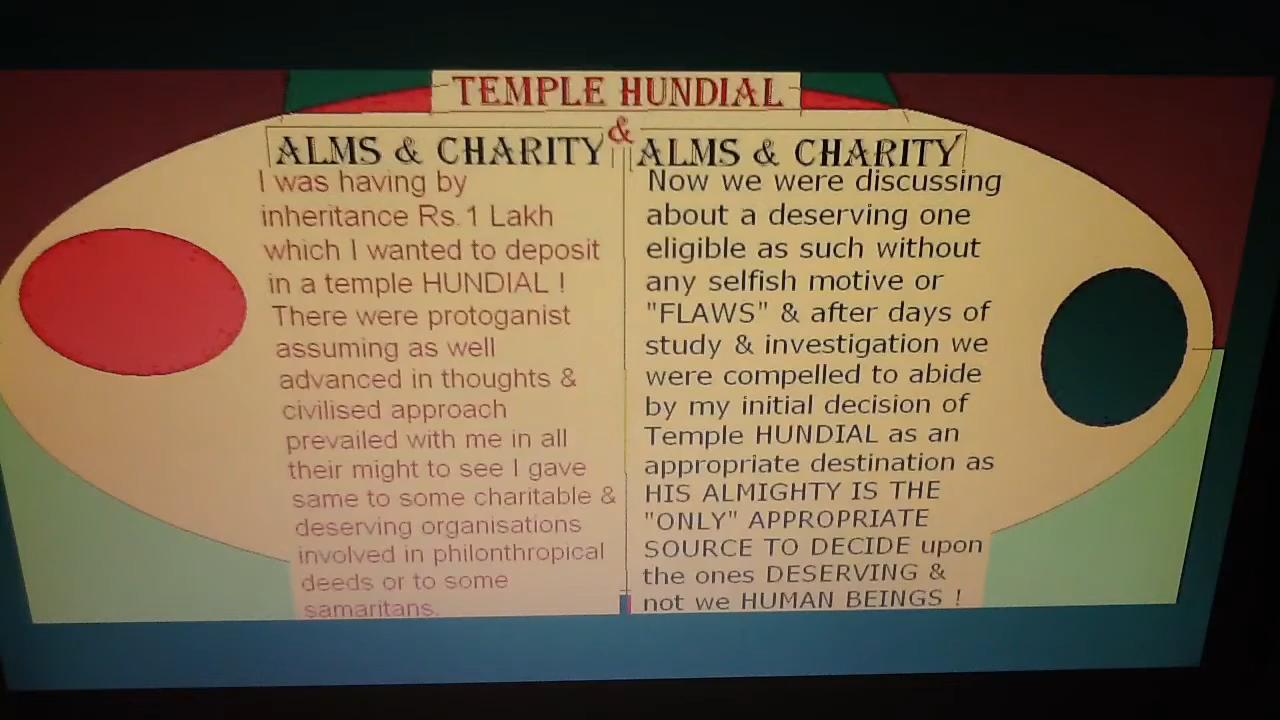 TEMPLE HUNDIAL
&
ALMS & CHARITY
I was having by
inheritance Rs.1 Lakh
which I wanted to deposit
in a temple HUNDIAL !
There were protoganist
assuming as well
advanced in thoughts &
civilised approach
prevailed with me in all
their might to see I gave
same to some charitable &
deserving organisations
involved in philonthropical
deeds or to some
samaritans.
ALMS & CHARITY
Now we were discussing
about a deserving one
eligible as such without
any selfish motive or
"FLAWS" & after days of
study & investigation we
were compelled to abide
by my initial decision of
Temple HUNDIAL as an
appropriate destination as
HIS ALMIGHTY IS THE
"ONLY" APPROPRIATE
SOURCE TO DECIDE upon
the ones DESERVING &
not we HUMAN BEINGS !